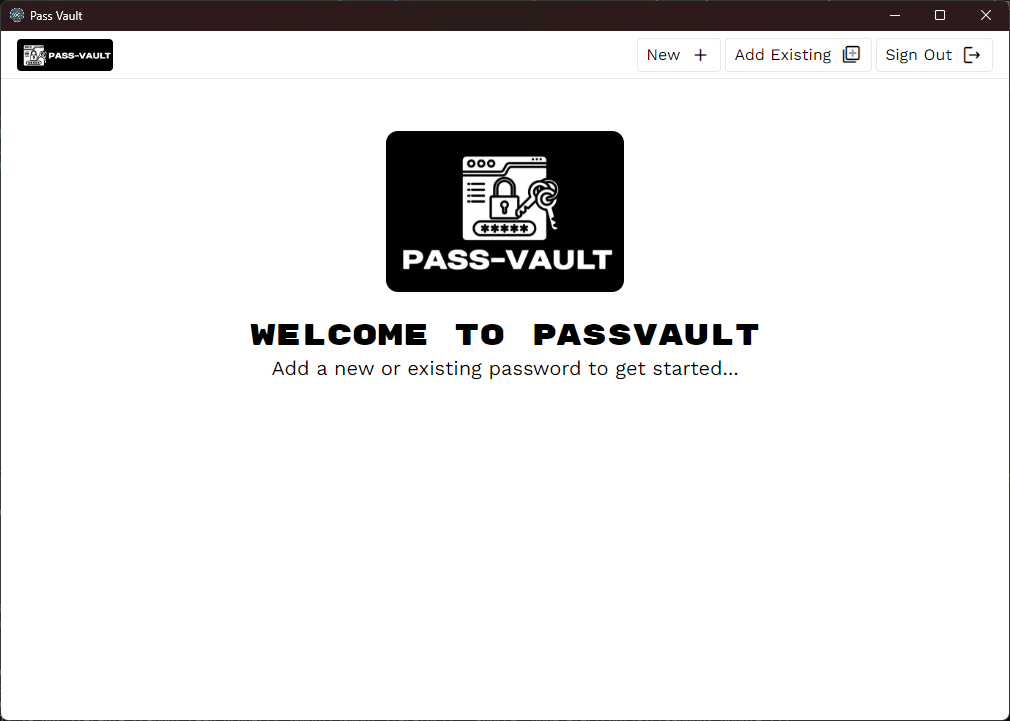 Pass Vault
PASS-VAULT
New
Add Existing
Sign Out
*****
PASS-VAULT
WELCOME TO PASSVAULT
Add a new or existing password to get started...